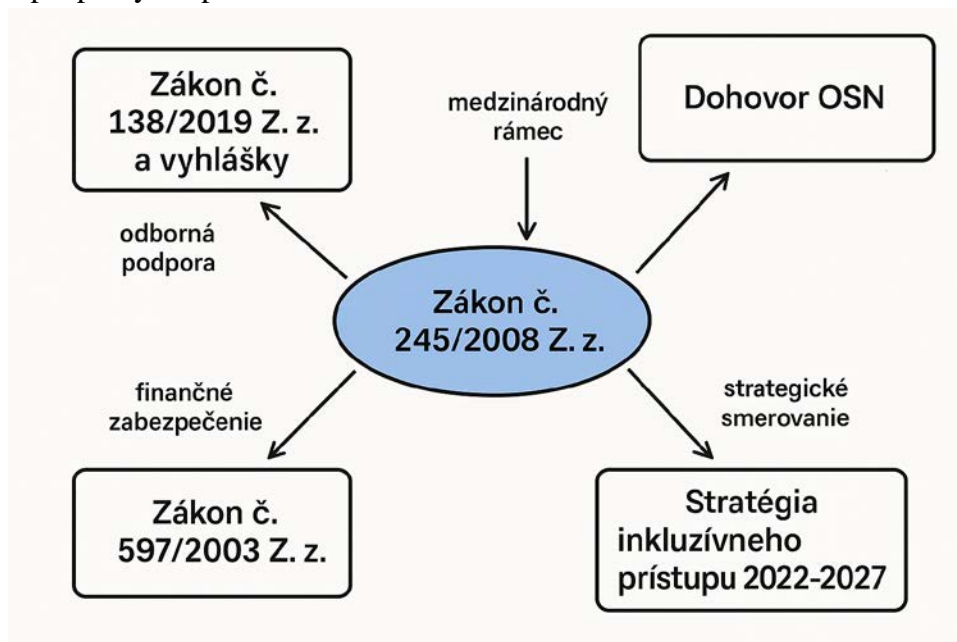 Zákon č.
138/2019 Z. z.
a vyhlášky
medzinárodný
rámec
Dohovor OSN
odborná
podpora
Zákon č.
245/2008 Z. z.
finančné
zabezpečenie
strategické
smerovanie
Zákon č.
597/2003 Z. z.
Stratégia
inkluzívneho
prístupu 2022-2027